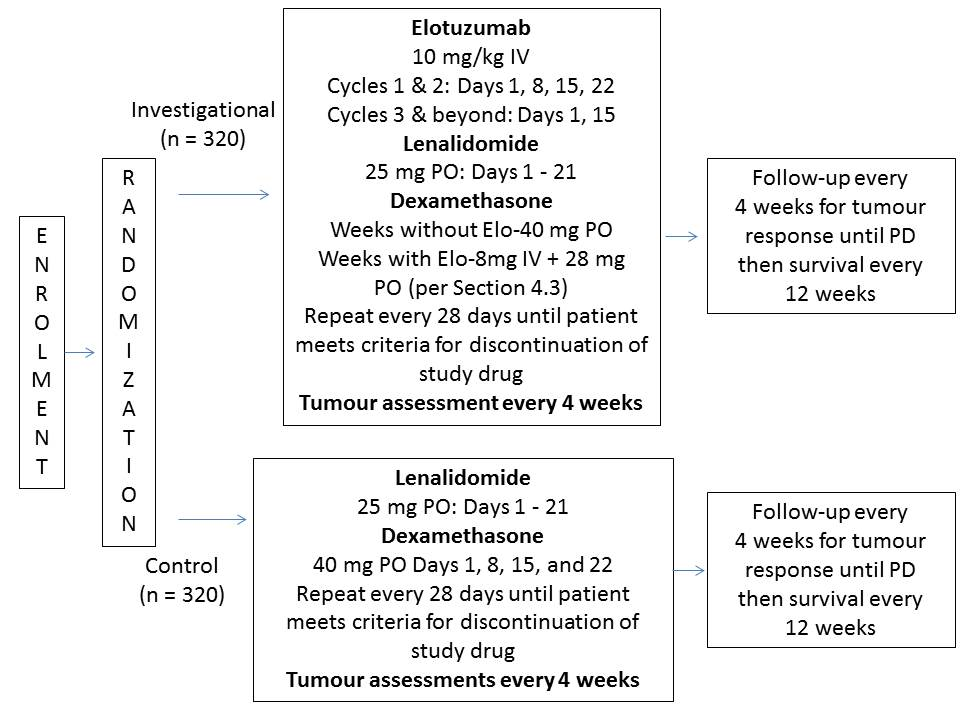 ENROLMENT
RANDOMIZATION
Investigational
(n = 320)
Elotuzumab
10 mg/kg IV
Cycles 1 & 2: Days 1, 8, 15, 22
Cycles 3 & beyond: Days 1, 15
Lenalidomide
25 mg PO: Days 1 - 21
Dexamethasone
Weeks without Elo-40 mg PO
Weeks with Elo-8mg IV + 28 mg
PO (per Section 4.3)
Repeat every 28 days until patient
meets criteria for discontinuation of
study drug
Tumour assessment every 4 weeks
Follow-up every
4 weeks for tumour
response until PD
then survival every
12 weeks
Control
(n = 320)
Lenalidomide
25 mg PO: Days 1 - 21
Dexamethasone
40 mg PO Days 1, 8, 15, and 22
Repeat every 28 days until patient
meets criteria for discontinuation of
study drug
Tumour assessments every 4 weeks
Follow-up every
4 weeks for tumour
response until PD
then survival every
12 weeks